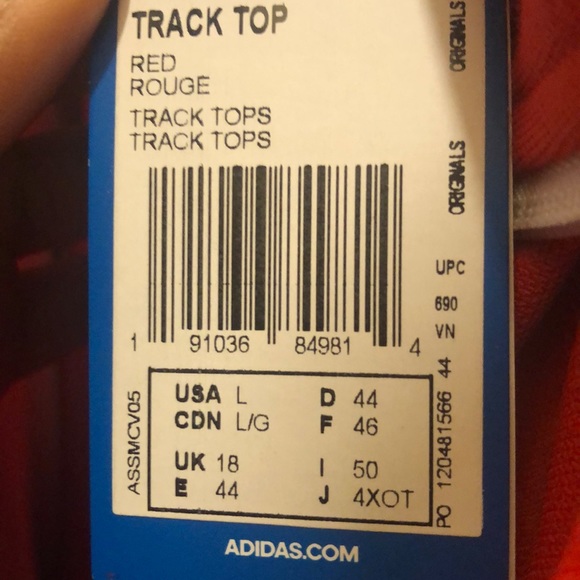 TRACK TOP
RED
ROUGE
TRACK TOPS
TRACK TOPS
1 91036 84981 4
ORIGINALS
ORIGINALS
UPC
690
VN
44
PO 120481566
ASSMCV05
USA L D 44
CDN L/G F 46
UK 18 I 50
E 44 J 4XOT
ADIDAS.COM